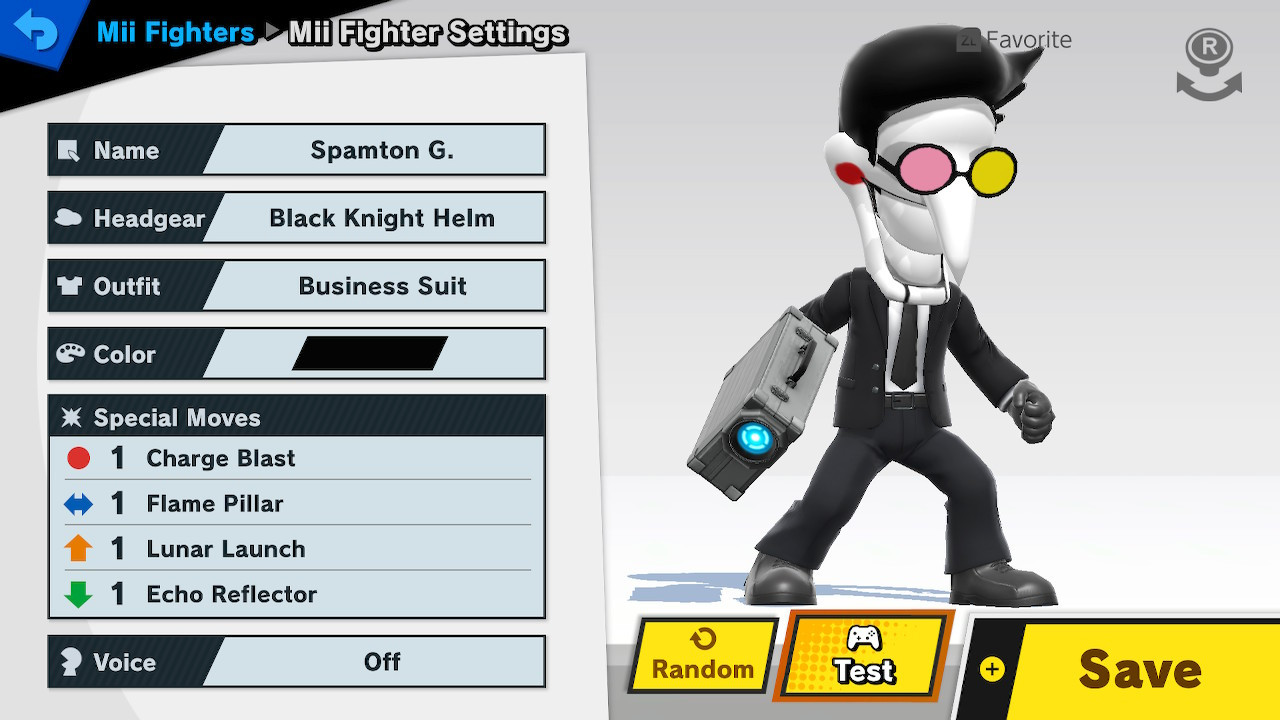 Mii Fighters ▶ Mii Fighter Settings
ZL Favorite
R
Name Spamton G.
Headgear Black Knight Helm
Outfit Business Suit
Color
Special Moves
1 Charge Blast
1 Flame Pillar
1 Lunar Launch
1 Echo Reflector
Voice Off
Random
Test
+ Save